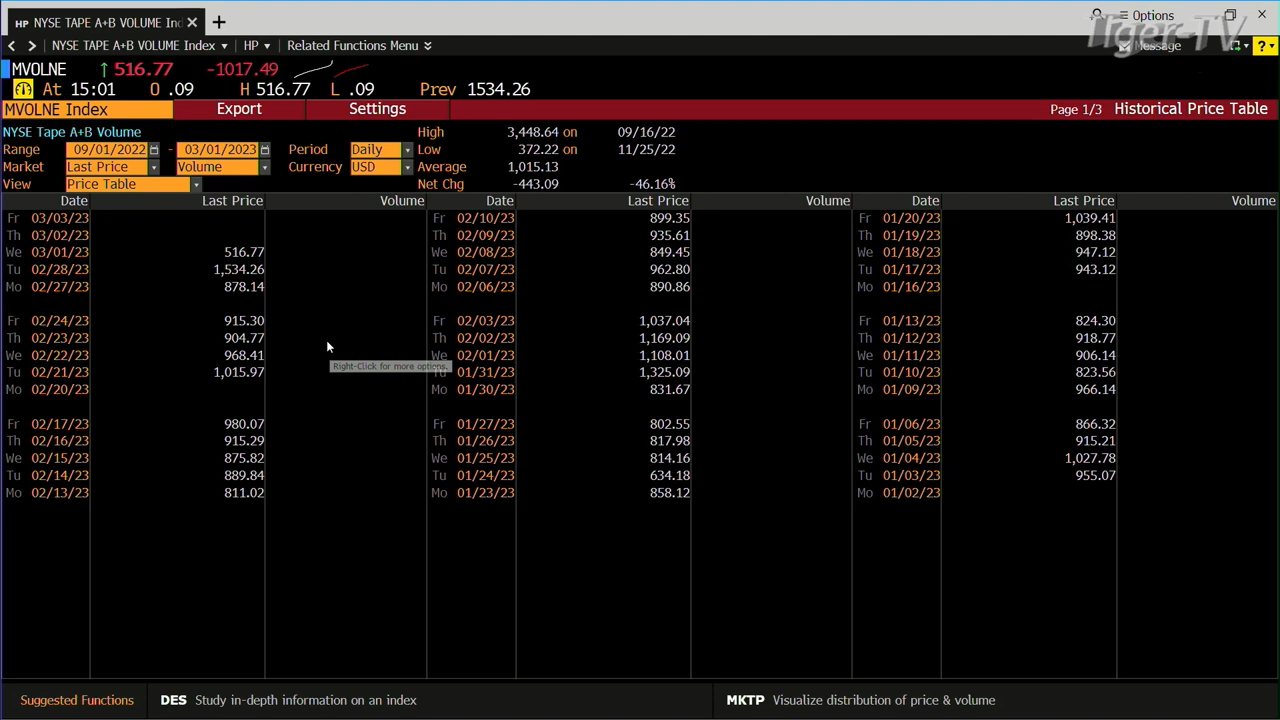 HP NYSE TAPE A+B VOLUME Ind × +
Options
Tiger-TV
NYSE TAPE A+B VOLUME Index HP Related Functions Menu Message ?
MVOLNE ↑ 516.77 -1017.49
At 15:01 O .09 H 516.77 L .09 Prev 1534.26
MVOLNE Index Export Settings Page 1/3 Historical Price Table
NYSE Tape A+B Volume High 3,448.64 on 09/16/22
Range 09/01/2022 - 03/01/2023 Period Daily Low 372.22 on 11/25/22
Market Last Price Volume Currency USD Average 1,015.13
View Price Table Net Chg -443.09 -46.16%
Date Last Price Volume Date Last Price Volume Date Last Price Volume
Fr 03/03/23 Fr 02/10/23 899.35 Fr 01/20/23 1,039.41
Th 03/02/23 Th 02/09/23 935.61 Th 01/19/23 898.38
We 03/01/23 516.77 We 02/08/23 849.45 We 01/18/23 947.12
Tu 02/28/23 1,534.26 Tu 02/07/23 962.80 Tu 01/17/23 943.12
Mo 02/27/23 878.14 Mo 02/06/23 890.86 Mo 01/16/23
Fr 02/24/23 915.30 Fr 02/03/23 1,037.04 Fr 01/13/23 824.30
Th 02/23/23 904.77 Th 02/02/23 1,169.09 Th 01/12/23 918.77
We 02/22/23 968.41 We 02/01/23 1,108.01 We 01/11/23 906.14
Right-Click for more options.
Tu 02/21/23 1,015.97 Tu 01/31/23 1,325.09 Tu 01/10/23 823.56
Mo 02/20/23 Mo 01/30/23 831.67 Mo 01/09/23 966.14
Fr 02/17/23 980.07 Fr 01/27/23 802.55 Fr 01/06/23 866.32
Th 02/16/23 915.29 Th 01/26/23 817.98 Th 01/05/23 915.21
We 02/15/23 875.82 We 01/25/23 814.16 We 01/04/23 1,027.78
Tu 02/14/23 889.84 Tu 01/24/23 634.18 Tu 01/03/23 955.07
Mo 02/13/23 811.02 Mo 01/23/23 858.12 Mo 01/02/23
Suggested Functions DES Study in-depth information on an index MKTP Visualize distribution of price & volume